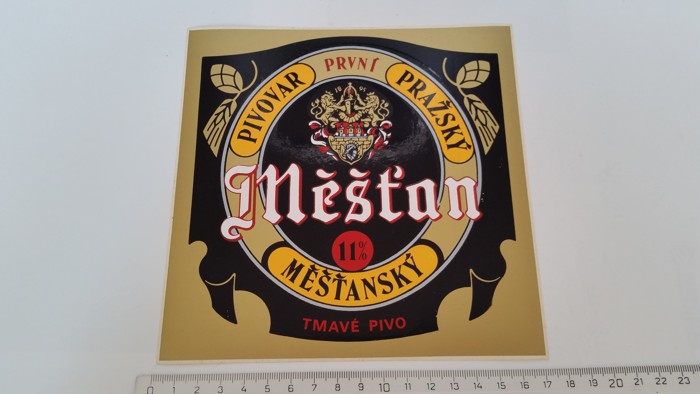 PRVNÍ
PIVOVAR
PRAŽSKÝ
Měšťan
11%
MĚŠŤANSKÝ
TMAVÉ PIVO
0 1 2 3 4 5 6 7 8 9 10 11 12 13 14 15 16 17 18 19 20 21 22 23